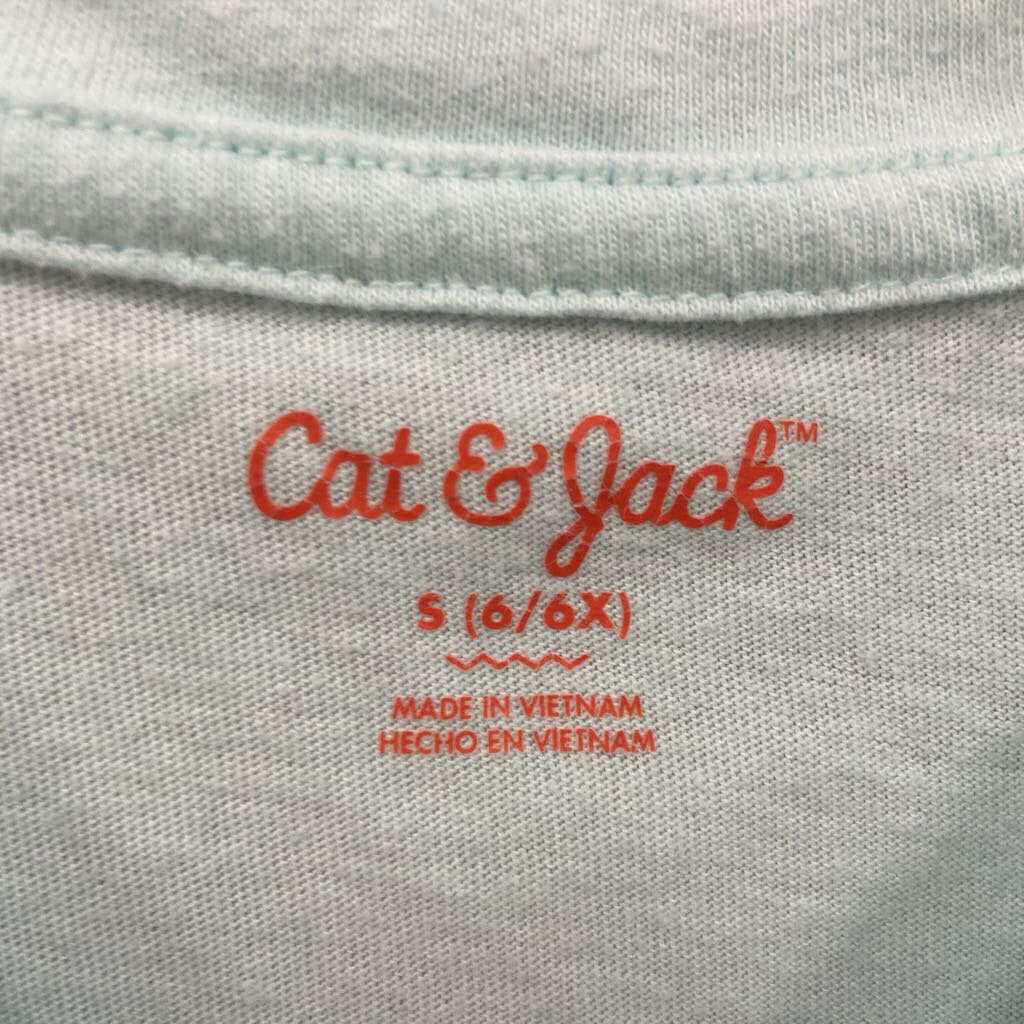 Cat & Jack™
S (6/6X)
MADE IN VIETNAM
HECHO EN VIETNAM